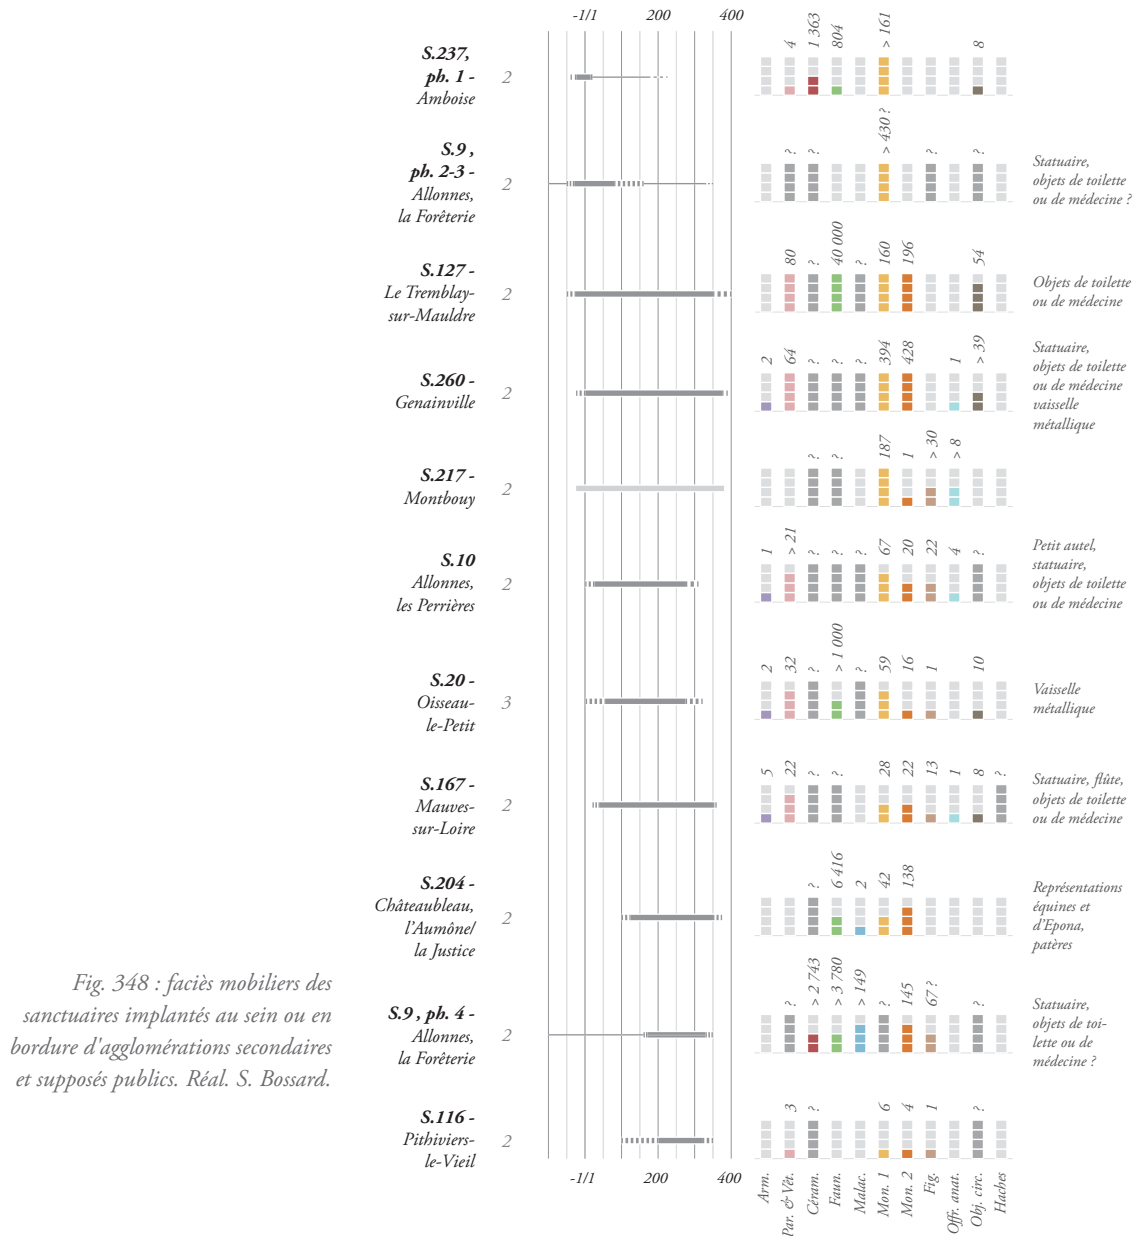 -1/1 200 400
S.237,
ph. 1 -
Amboise
2
4 1 363 804 > 161 8
S.9 ,
ph. 2-3 -
Allonnes,
la Forêterie
2
? ? > 430 ? ? ?
Statuaire,
objets de toilette
ou de médecine ?
S.127 -
Le Tremblay-
sur-Mauldre
2
80 ? 40 000 ? 160 196 54
Objets de toilette
ou de médecine
S.260 -
Genainville
2
2 64 ? ? ? 394 428 1 > 39
Statuaire,
objets de toilette
ou de médecine
vaisselle
métallique
S.217 -
Montbouy
2
? ? 187 1 > 30 > 8
S.10
Allonnes,
les Perrières
2
1 > 21 ? ? ? 67 20 22 4 ?
Petit autel,
statuaire,
objets de toilette
ou de médecine
S.20 -
Oisseau-
le-Petit
3
2 32 ? > 1 000 ? 59 16 1 10
Vaisselle
métallique
S.167 -
Mauves-
sur-Loire
2
5 22 ? ? 28 22 13 1 8 ?
Statuaire, flûte,
objets de toilette
ou de médecine
S.204 -
Châteaubleau,
l'Aumône/
la Justice
2
? 6 416 2 42 138
Représentations
équines et
d'Epona,
patères
S.9 , ph. 4 -
Allonnes,
la Forêterie
2
? > 2 743 > 3 780 > 149 ? 145 67 ? ?
Statuaire,
objets de toi-
lette ou de
médecine ?
S.116 -
Pithiviers-
le-Vieil
2
3 ? 6 4 1 ?
-1/1 200 400
Arm. Par. & Vêt. Céram. Faun. Malac. Mon. 1 Mon. 2 Fig. Offr. anat. Obj. circ. Haches
Fig. 348 : faciès mobiliers des
sanctuaires implantés au sein ou en
bordure d'agglomérations secondaires
et supposés publics. Réal. S. Bossard.